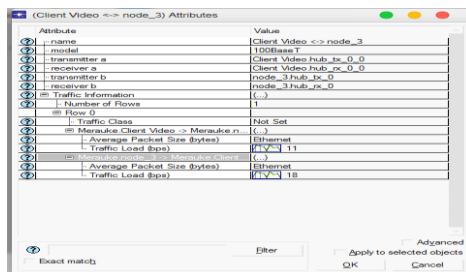 (Client Video <-> node_3) Attributes
Attribute Value
name Client Video <-> node_3
model 100BaseT
transmitter a Client Video.hub_tx_0_0
receiver a Client Video.hub_rx_0_0
transmitter b node_3.hub_tx_0
receiver b node_3.hub_rx_0
Traffic Information (...)
Number of Rows 1
Row 0
Traffic Class Not Set
Merauke.Client Video -> Merauke.n... (...)
Average Packet Size (bytes) Ethernet
Traffic Load (bps) 11
Merauke.node_3 -> Merauke.Client (...)
Average Packet Size (bytes) Ethernet
Traffic Load (bps) 18
Advanced
Filter Apply to selected objects
Exact match OK Cancel